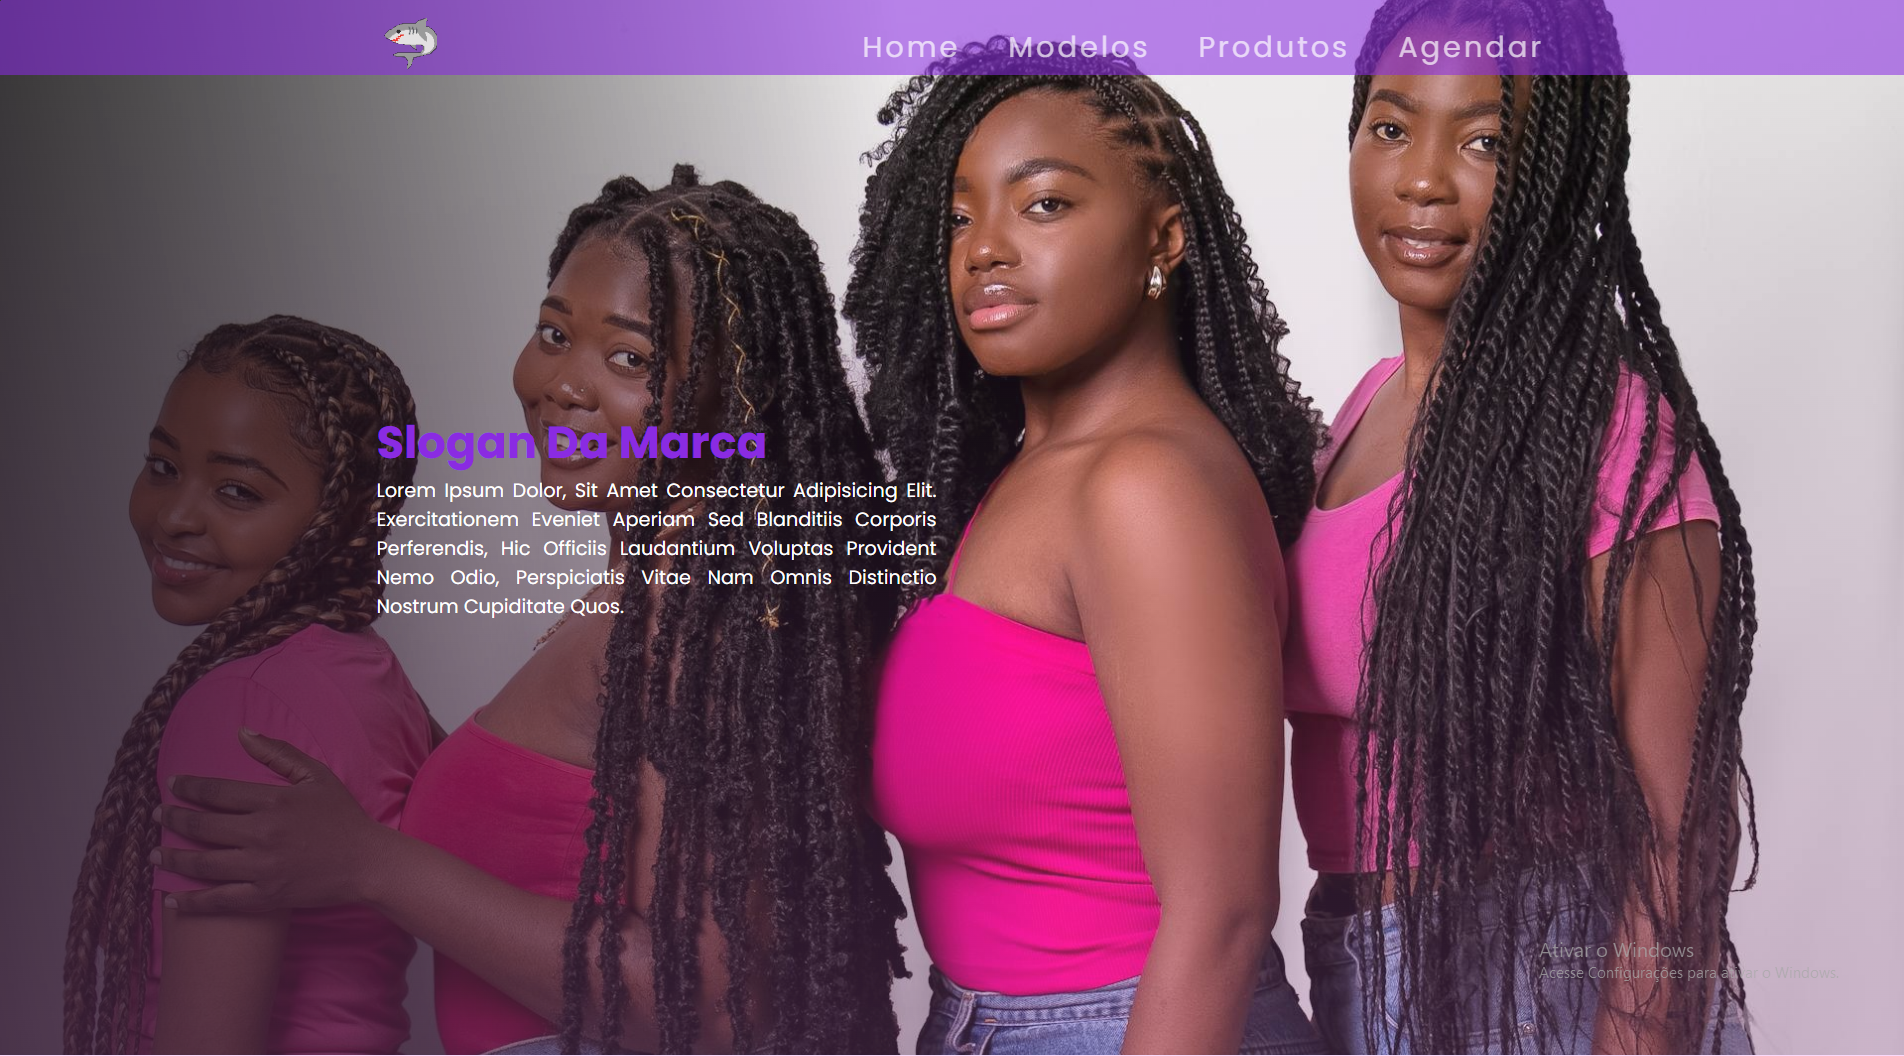 Home Modelos Produtos Agendar
Slogan Da Marca
Lorem Ipsum Dolor, Sit Amet Consectetur Adipisicing Elit.
Exercitationem Eveniet Aperiam Sed Blanditiis Corporis
Perferendis, Hic Officiis Laudantium Voluptas Provident
Nemo Odio, Perspiciatis Vitae Nam Omnis Distinctio
Nostrum Cupiditate Quos.
Ativar o Windows
Acesse Configurações para ativar o Windows.